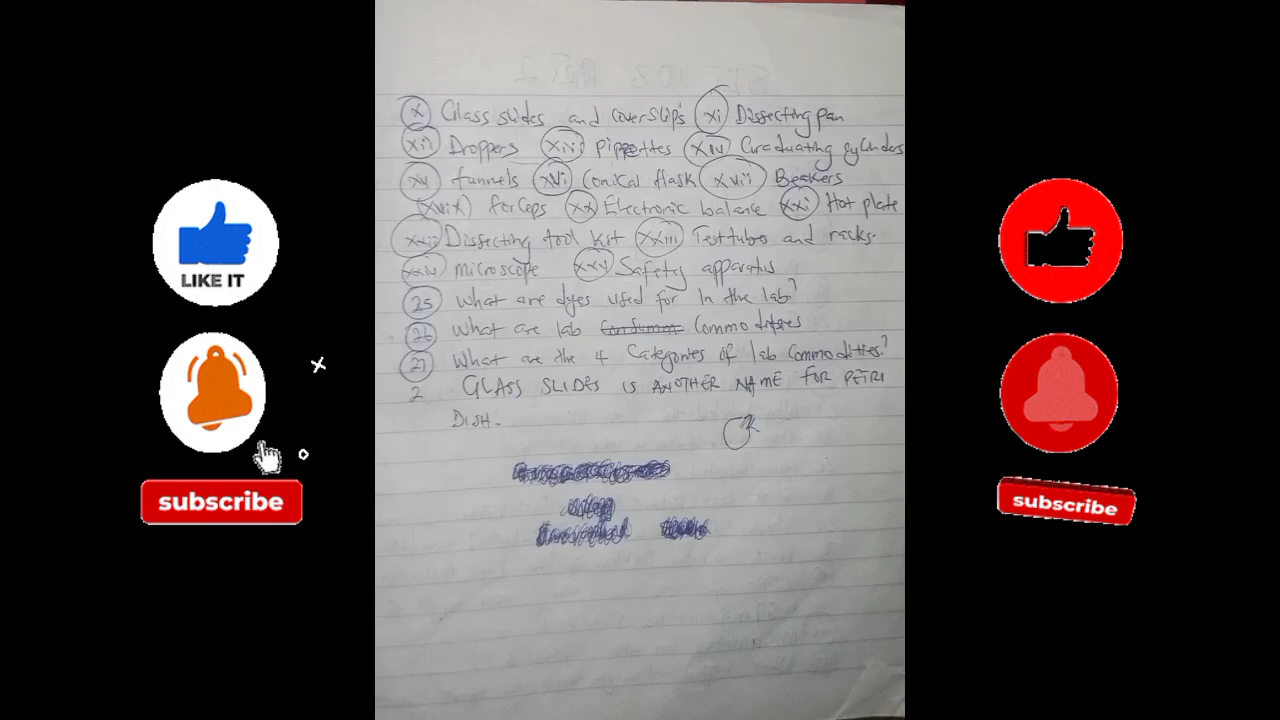 (X) Glass slides and coverslips (xi) Dissecting pan
(xii) Droppers (xiii) pippettes (xiv) Graduating cylinders
(xv) funnels (xvi) Conical flask (xvii) Beakers
(xvix) forceps (xx) Electronic balance (xxi) Hot plate
(xxii) Dissecting tool kit (xxiii) Test tubes and racks.
(xxiv) microscope (xxv) Safety apparatus
(25) What are dyes used for In the lab?
(26) What are lab Commodities
(27) What are the 4 Categories of lab Commodities?
2 GLASS SLIDES IS ANOTHER NAME FOR PETRI
DISH.
LIKE IT
subscribe
subscribe